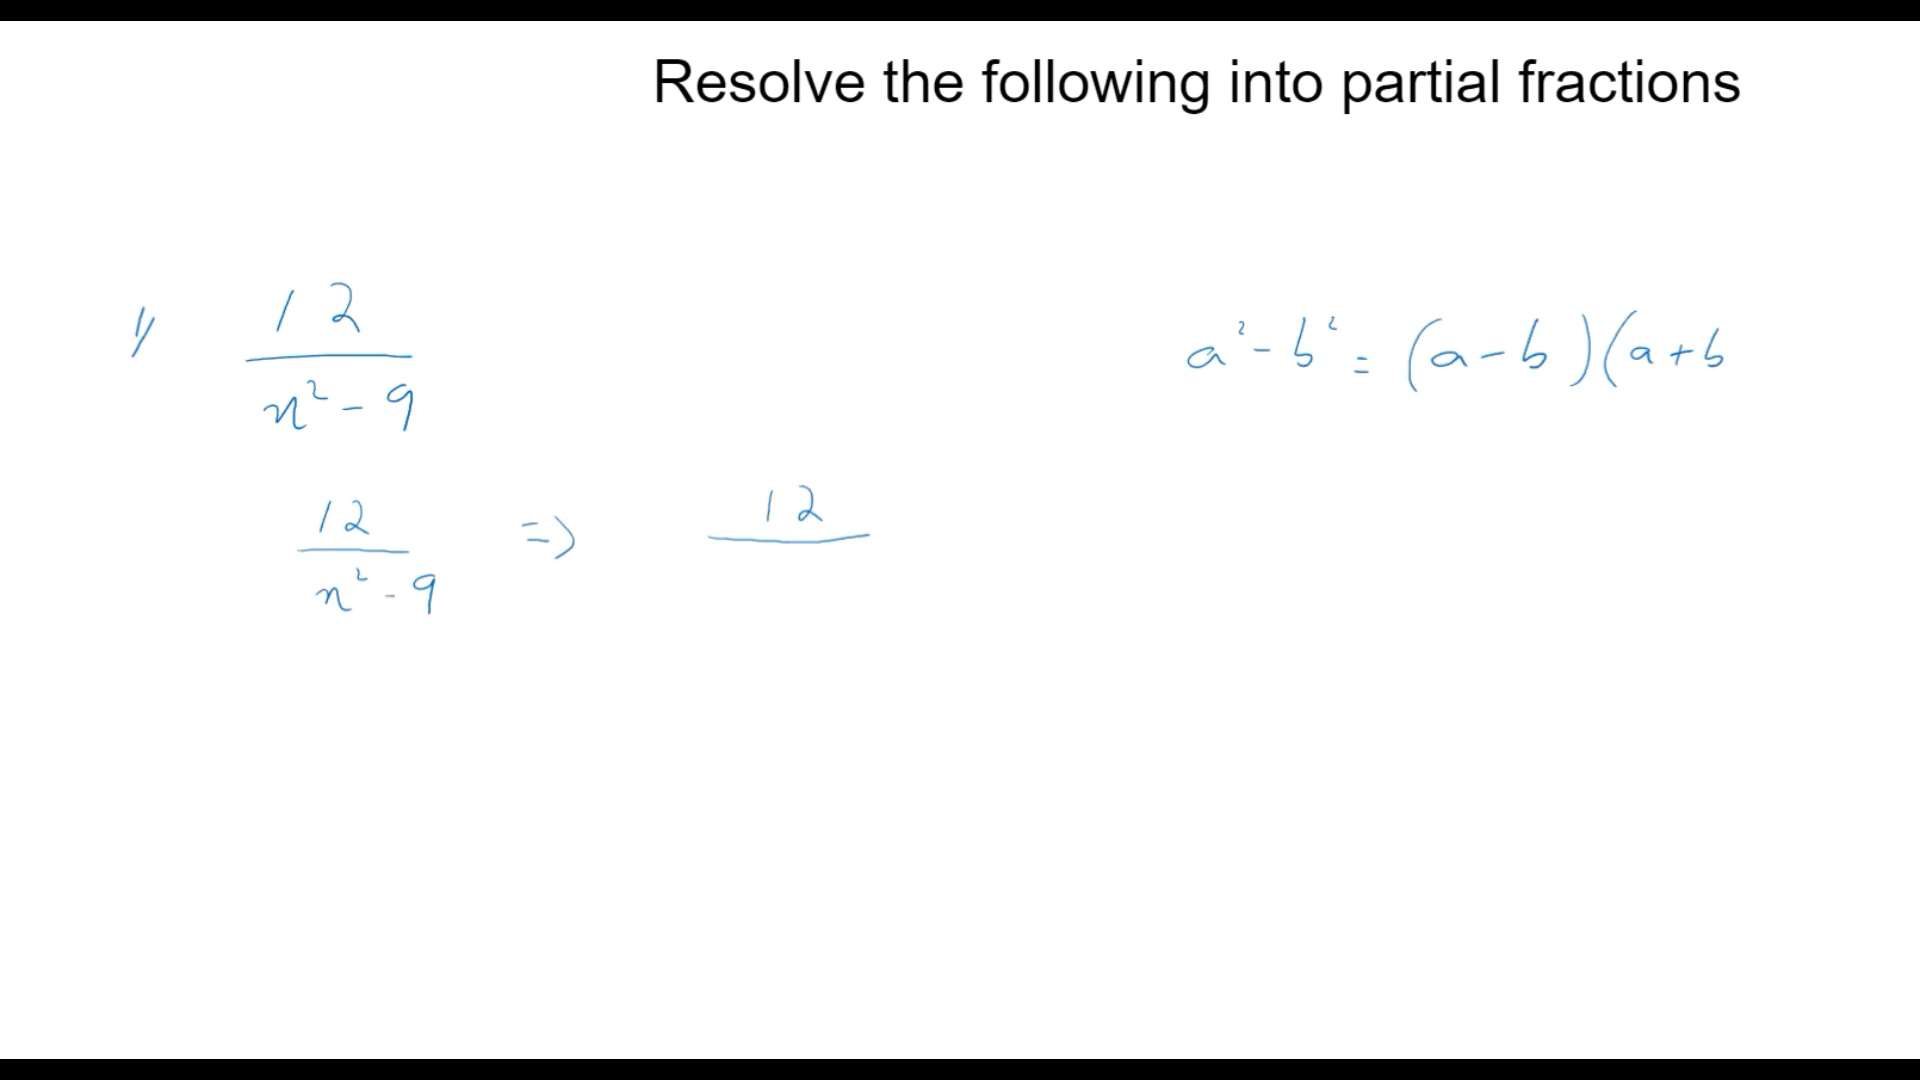 Resolve the following into partial fractions
1) 12 / x² - 9
a² - b² = (a - b)(a + b
12 / x² - 9 => 12